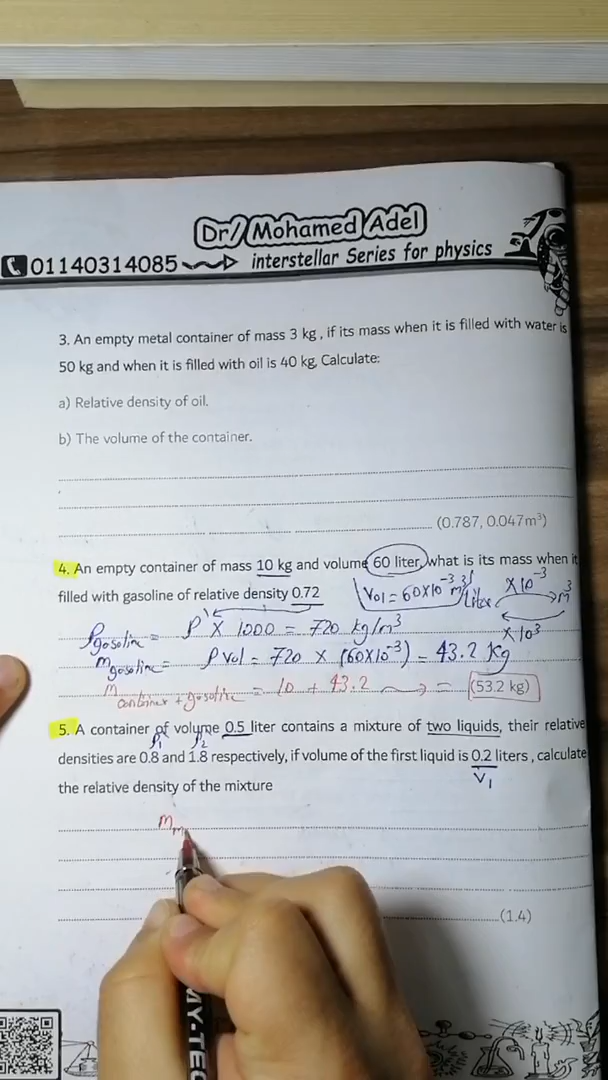 Dr/ Mohamed Adel
01140314085 interstellar Series for physics
3. An empty metal container of mass 3 kg , if its mass when it is filled with water is
50 kg and when it is filled with oil is 40 kg, Calculate:
a) Relative density of oil.
b) The volume of the container.
(0.787, 0.047m³)
4. An empty container of mass 10 kg and volume 60 liter, what is its mass when it
filled with gasoline of relative density 0.72
Vol = 60×10⁻³ m³
Liter ×10⁻³ m³
×10³
ρgasoline = ρ' × 1000 = 720 kg/m³
mgasoline = ρ vol = 720 × (60×10⁻³) = 43.2 kg
m container + gasoline = 10 + 43.2 = (53.2 kg)
5. A container of volume 0.5 liter contains a mixture of two liquids, their relative
ρ₁ ρ₂
densities are 0.8 and 1.8 respectively, if volume of the first liquid is 0.2 liters , calculate
V₁
the relative density of the mixture
m
(1.4)
MY-TEC